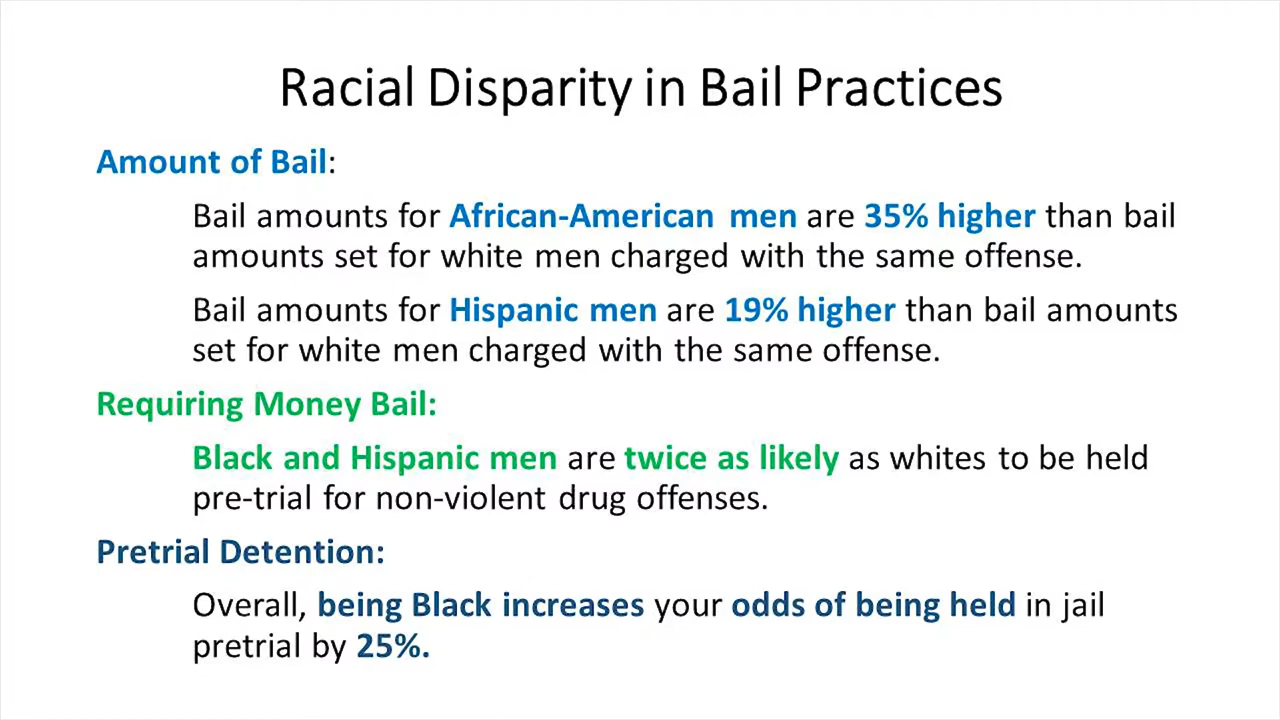 Racial Disparity in Bail Practices
Amount of Bail:
Bail amounts for African-American men are 35% higher than bail
amounts set for white men charged with the same offense.
Bail amounts for Hispanic men are 19% higher than bail amounts
set for white men charged with the same offense.
Requiring Money Bail:
Black and Hispanic men are twice as likely as whites to be held
pre-trial for non-violent drug offenses.
Pretrial Detention:
Overall, being Black increases your odds of being held in jail
pretrial by 25%.